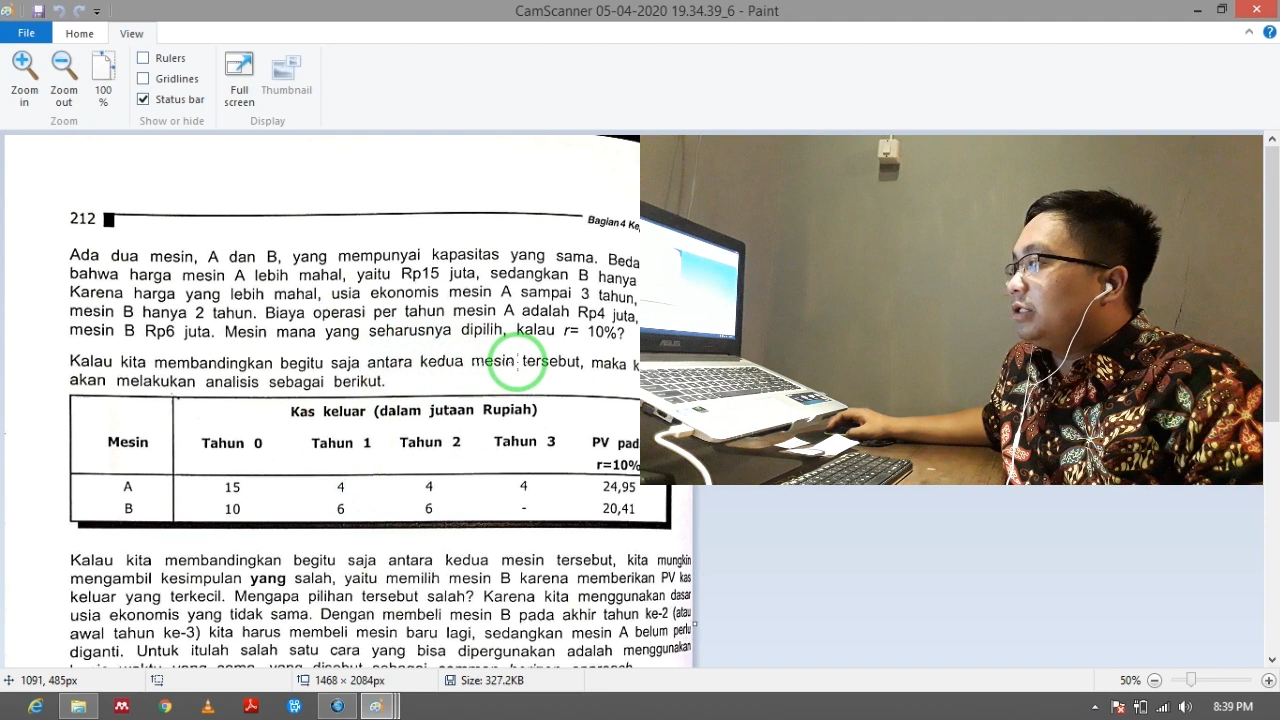 CamScanner 05-04-2020 19.34.39_6 - Paint
File Home View
Zoom in
Zoom out
100 %
Rulers
Gridlines
Status bar
Full screen
Thumbnail
Zoom
Show or hide
Display
212
Bagian 4
Ada dua mesin, A dan B, yang mempunyai kapasitas yang sama.
bahwa harga mesin A lebih mahal, yaitu Rp15 juta, sedangkan B hanya
Karena harga yang lebih mahal, usia ekonomis mesin A sampai 3 tahun,
mesin B hanya 2 tahun. Biaya operasi per tahun mesin A adalah Rp4 juta,
mesin B Rp6 juta. Mesin mana yang seharusnya dipilih, kalau r= 10%?
Kalau kita membandingkan begitu saja antara kedua mesin tersebut, maka
akan melakukan analisis sebagai berikut.
Kas keluar (dalam jutaan Rupiah)
Mesin Tahun 0 Tahun 1 Tahun 2 Tahun 3 PV
r=10%
A 15 4 4 4 24,95
B 10 6 6 - 20,41
Kalau kita membandingkan begitu saja antara kedua mesin tersebut, kita mungkin
mengambil kesimpulan yang salah, yaitu memilih mesin B karena memberikan PV kas
keluar yang terkecil. Mengapa pilihan tersebut salah? Karena kita menggunakan dasar
usia ekonomis yang tidak sama. Dengan membeli mesin B pada akhir tahun ke-2 (atau
awal tahun ke-3) kita harus membeli mesin baru lagi, sedangkan mesin A belum perlu
diganti. Untuk itulah salah satu cara yang bisa dipergunakan adalah menggunakan
ASUS
1091, 485px
1468 × 2084px
Size: 327.2KB
50%
8:39 PM